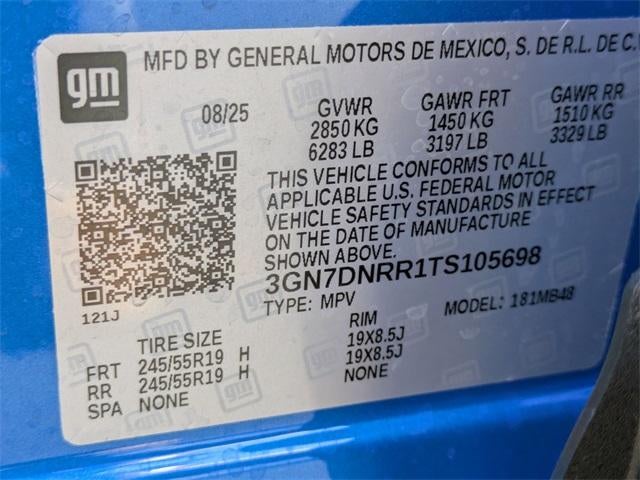 gm
MFD BY GENERAL MOTORS DE MEXICO, S. DE R.L. DE C.V
08/25 GVWR GAWR FRT GAWR RR
2850 KG 1450 KG 1510 KG
6283 LB 3197 LB 3329 LB
THIS VEHICLE CONFORMS TO ALL
APPLICABLE U.S. FEDERAL MOTOR
VEHICLE SAFETY STANDARDS IN EFFECT
ON THE DATE OF MANUFACTURE
SHOWN ABOVE.
3GN7DNRR1TS105698
121J TYPE: MPV MODEL: 181MB48
TIRE SIZE RIM
FRT 245/55R19 H 19X8.5J
RR 245/55R19 H 19X8.5J
SPA NONE NONE